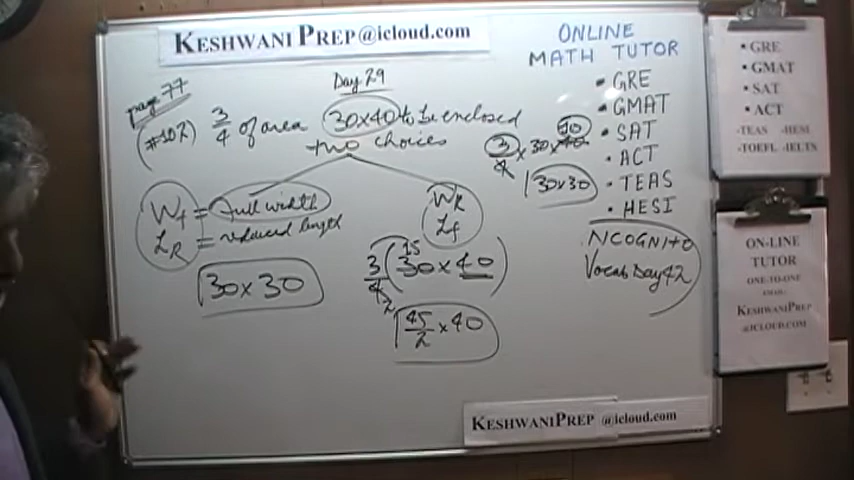 KESHWANI PREP@icloud.com
Day 29
page 77
(#107)
3/4 of area 30x40 to be enclosed
two choices
Wf = full width
LR = reduced length
30x30
WR
Lf
3/4 (30 x 40)
15
2
45/2 x 40
3/4 x 30 x 40
10
30x30
ONLINE
MATH TUTOR
• GRE
• GMAT
• SAT
• ACT
• TEAS
• HESI
NCOGNITO
Vocab Day 42
• GRE
• GMAT
• SAT
• ACT
-TEAS -HESI
-TOEFL -IELTS
ON-LINE
TUTOR
ONE-TO-ONE
KESHWANIPREP
@ICLOUD.COM
KESHWANIPREP @icloud.com